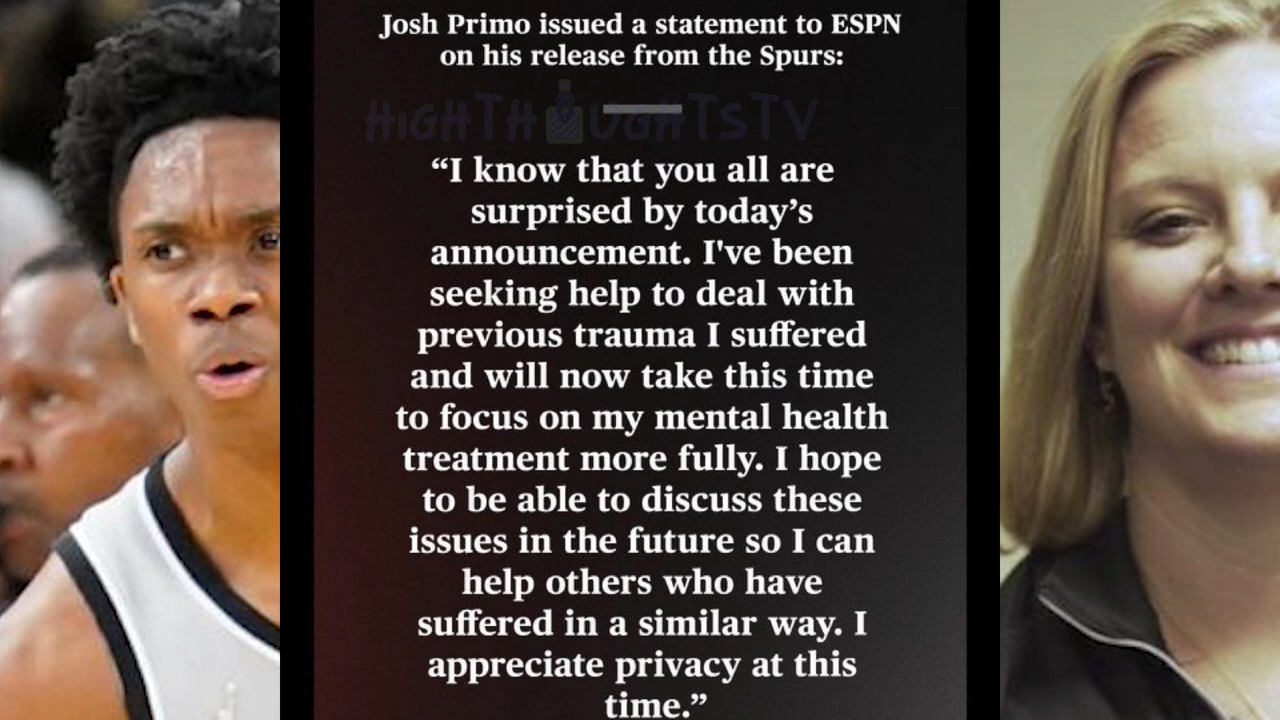 Josh Primo issued a statement to ESPN
on his release from the Spurs:
HIGHTHOUGHTSTV
“I know that you all are
surprised by today’s
announcement. I've been
seeking help to deal with
previous trauma I suffered
and will now take this time
to focus on my mental health
treatment more fully. I hope
to be able to discuss these
issues in the future so I can
help others who have
suffered in a similar way. I
appreciate privacy at this
time.”